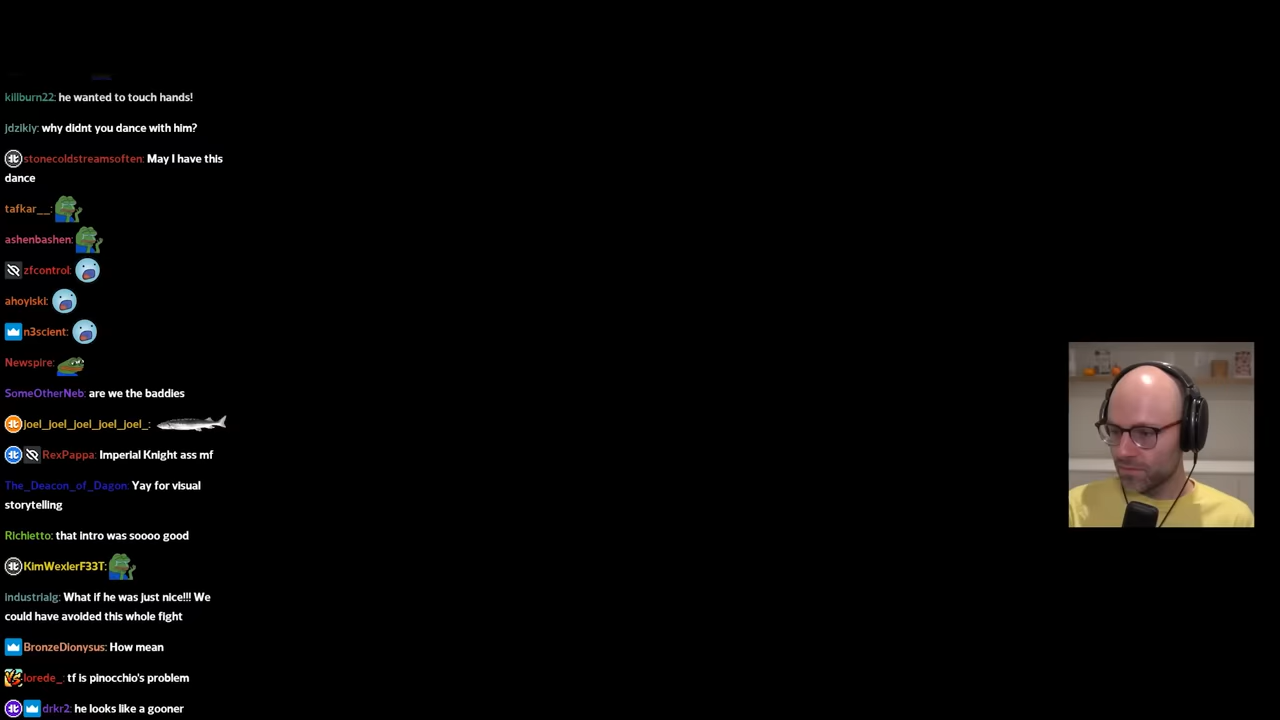 killburn22: he wanted to touch hands!
jdzikiy: why didnt you dance with him?
stonecoldstreamsoften: May I have this
dance
tafkar__:
ashenbashen:
zfcontrol:
ahoyiski:
n3scient:
Newspire:
SomeOtherNeb: are we the baddies
joel_joel_joel_joel_joel_:
RexPappa: Imperial Knight ass mf
The_Deacon_of_Dagon: Yay for visual
storytelling
Richietto: that intro was soooo good
KimWexlerF33T:
industrialg: What if he was just nice!!! We
could have avoided this whole fight
BronzeDionysus: How mean
lorede_: tf is pinocchio's problem
drkr2: he looks like a gooner